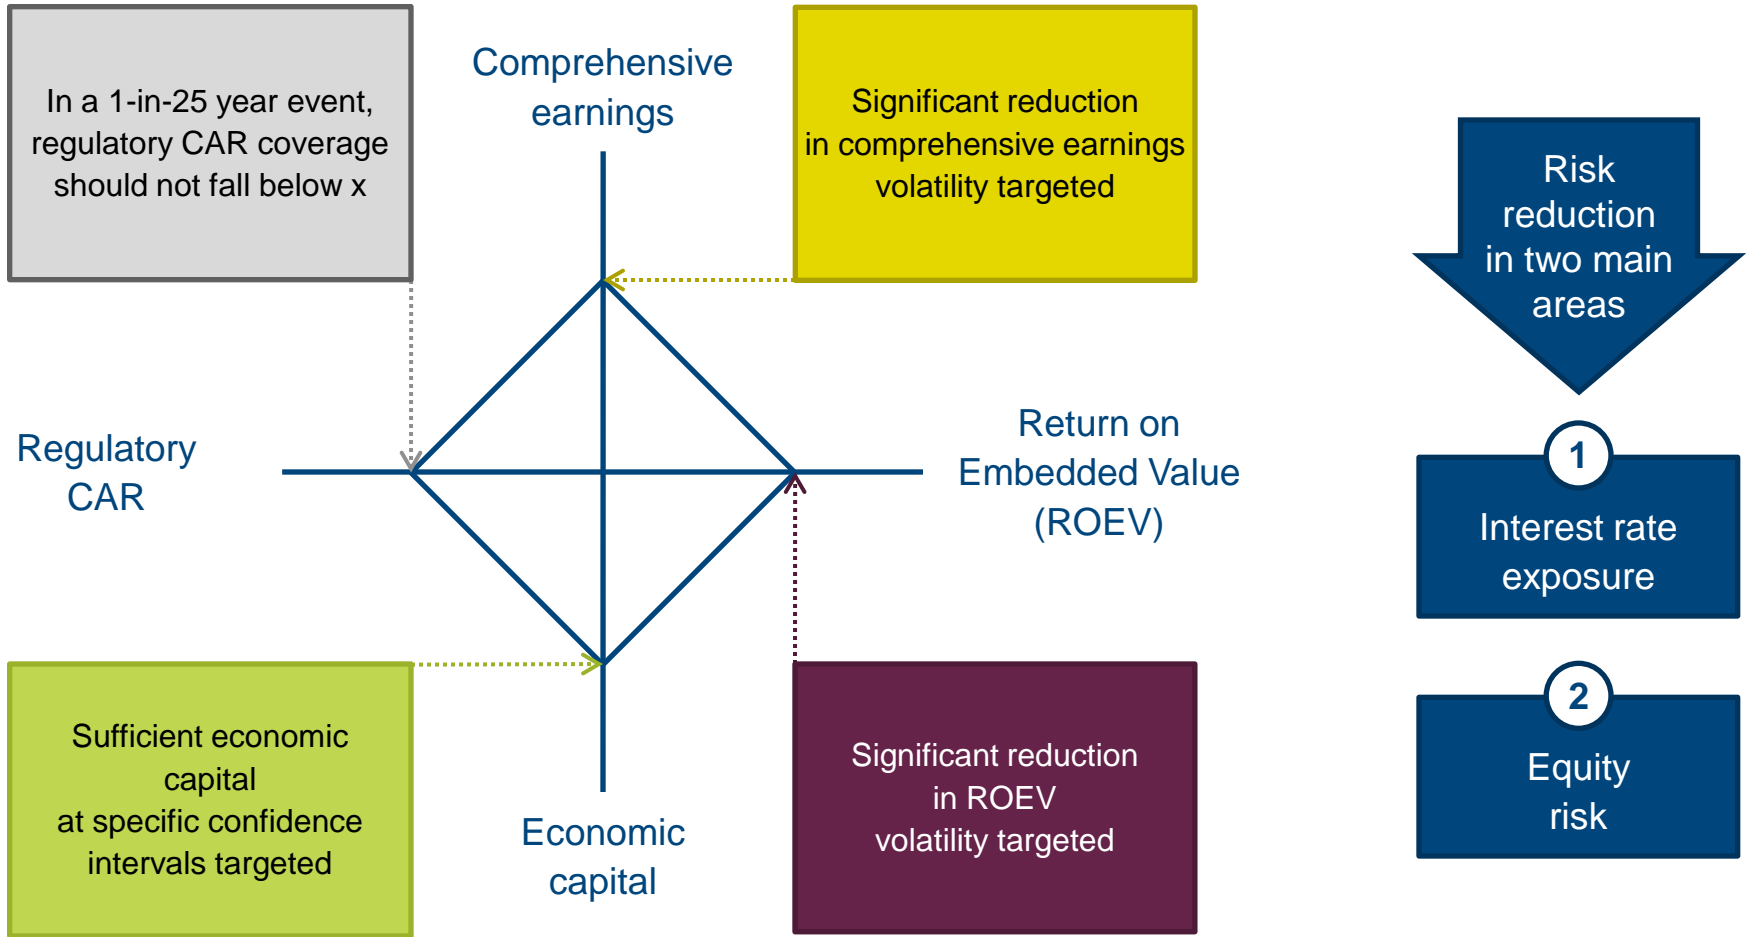 In a 1-in-25 year event,
regulatory CAR coverage
should not fall below x
Comprehensive
earnings
Significant reduction
in comprehensive earnings
volatility targeted
Regulatory
CAR
Return on
Embedded Value
(ROEV)
Sufficient economic
capital
at specific confidence
intervals targeted
Economic
capital
Significant reduction
in ROEV
volatility targeted
Risk
reduction
in two main
areas
1
Interest rate
exposure
2
Equity
risk